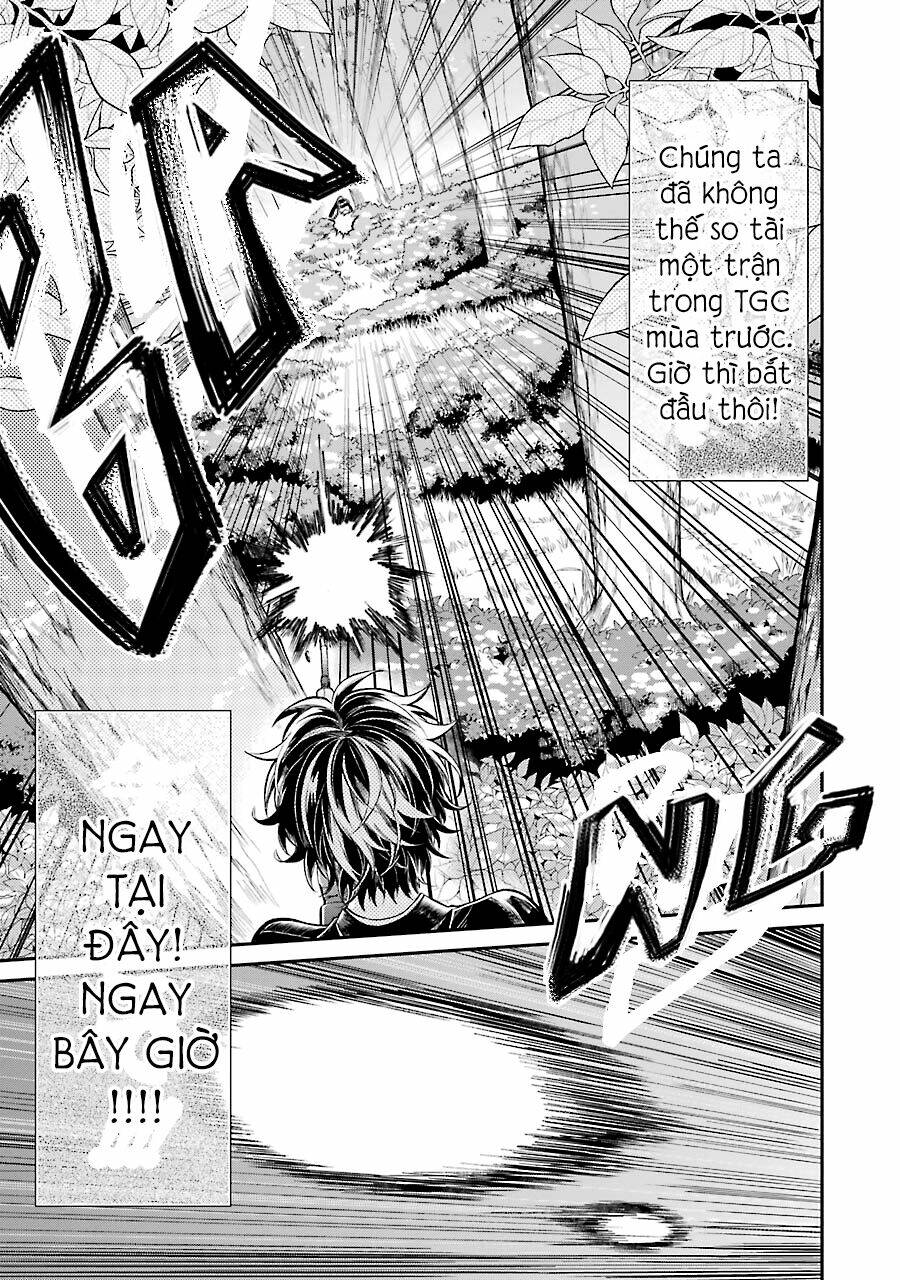 Chúng ta
đã không
thế so tài
một trận
trong TGC
mùa trước.
Giờ thì bắt
đầu thôi!
NGAY
TẠI
ĐÂY!
NGAY
BÂY GIỜ
!!!!